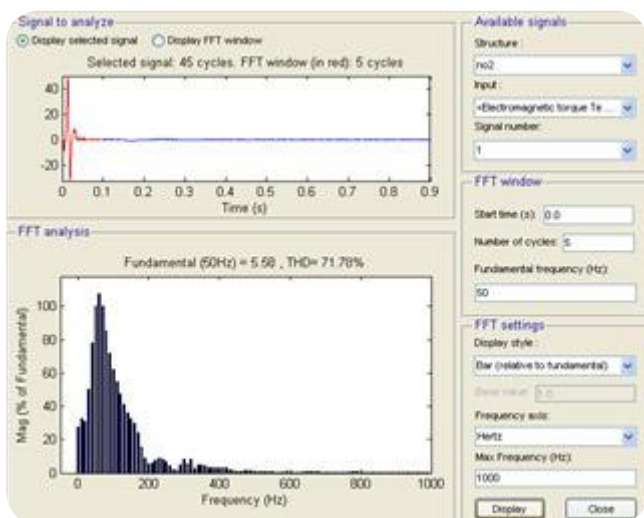 Signal to analyze
Display selected signal Display FFT window
Selected signal: 45 cycles. FFT window (in red): 5 cycles
40
20
0
-20
0 0.1 0.2 0.3 0.4 0.5 0.6 0.7 0.8 0.9
Time (s)
FFT analysis
Fundamental (50Hz) = 5.58 , THD= 71.78%
Mag (% of Fundamental)
100
80
60
40
20
0
0 200 400 600 800 1000
Frequency (Hz)
Available signals
Structure :
no2
Input :
<Electromagnetic torque Te ...
Signal number:
1
FFT window
Start time (s): 0.0
Number of cycles: 5
Fundamental frequency (Hz):
50
FFT settings
Display style :
Bar (relative to fundamental)
Base value: 1.0
Frequency axis:
Hertz
Max Frequency (Hz):
1000
Display Close